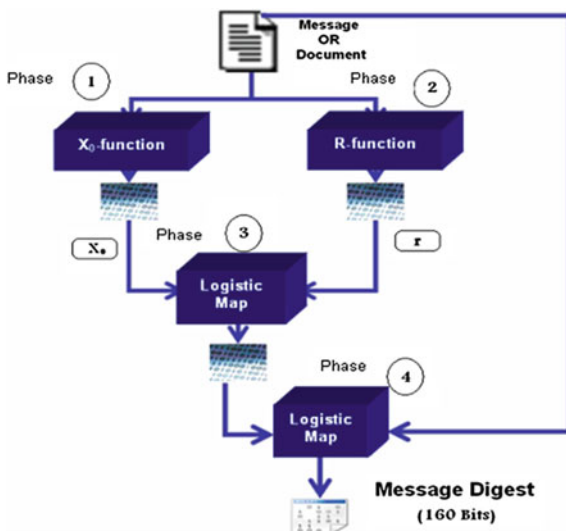 Message
OR
Document
Phase 1
Phase 2
X₀-function
R-function
Phase 3
X₀
r
Logistic
Map
Phase 4
Logistic
Map
Message Digest
(160 Bits)